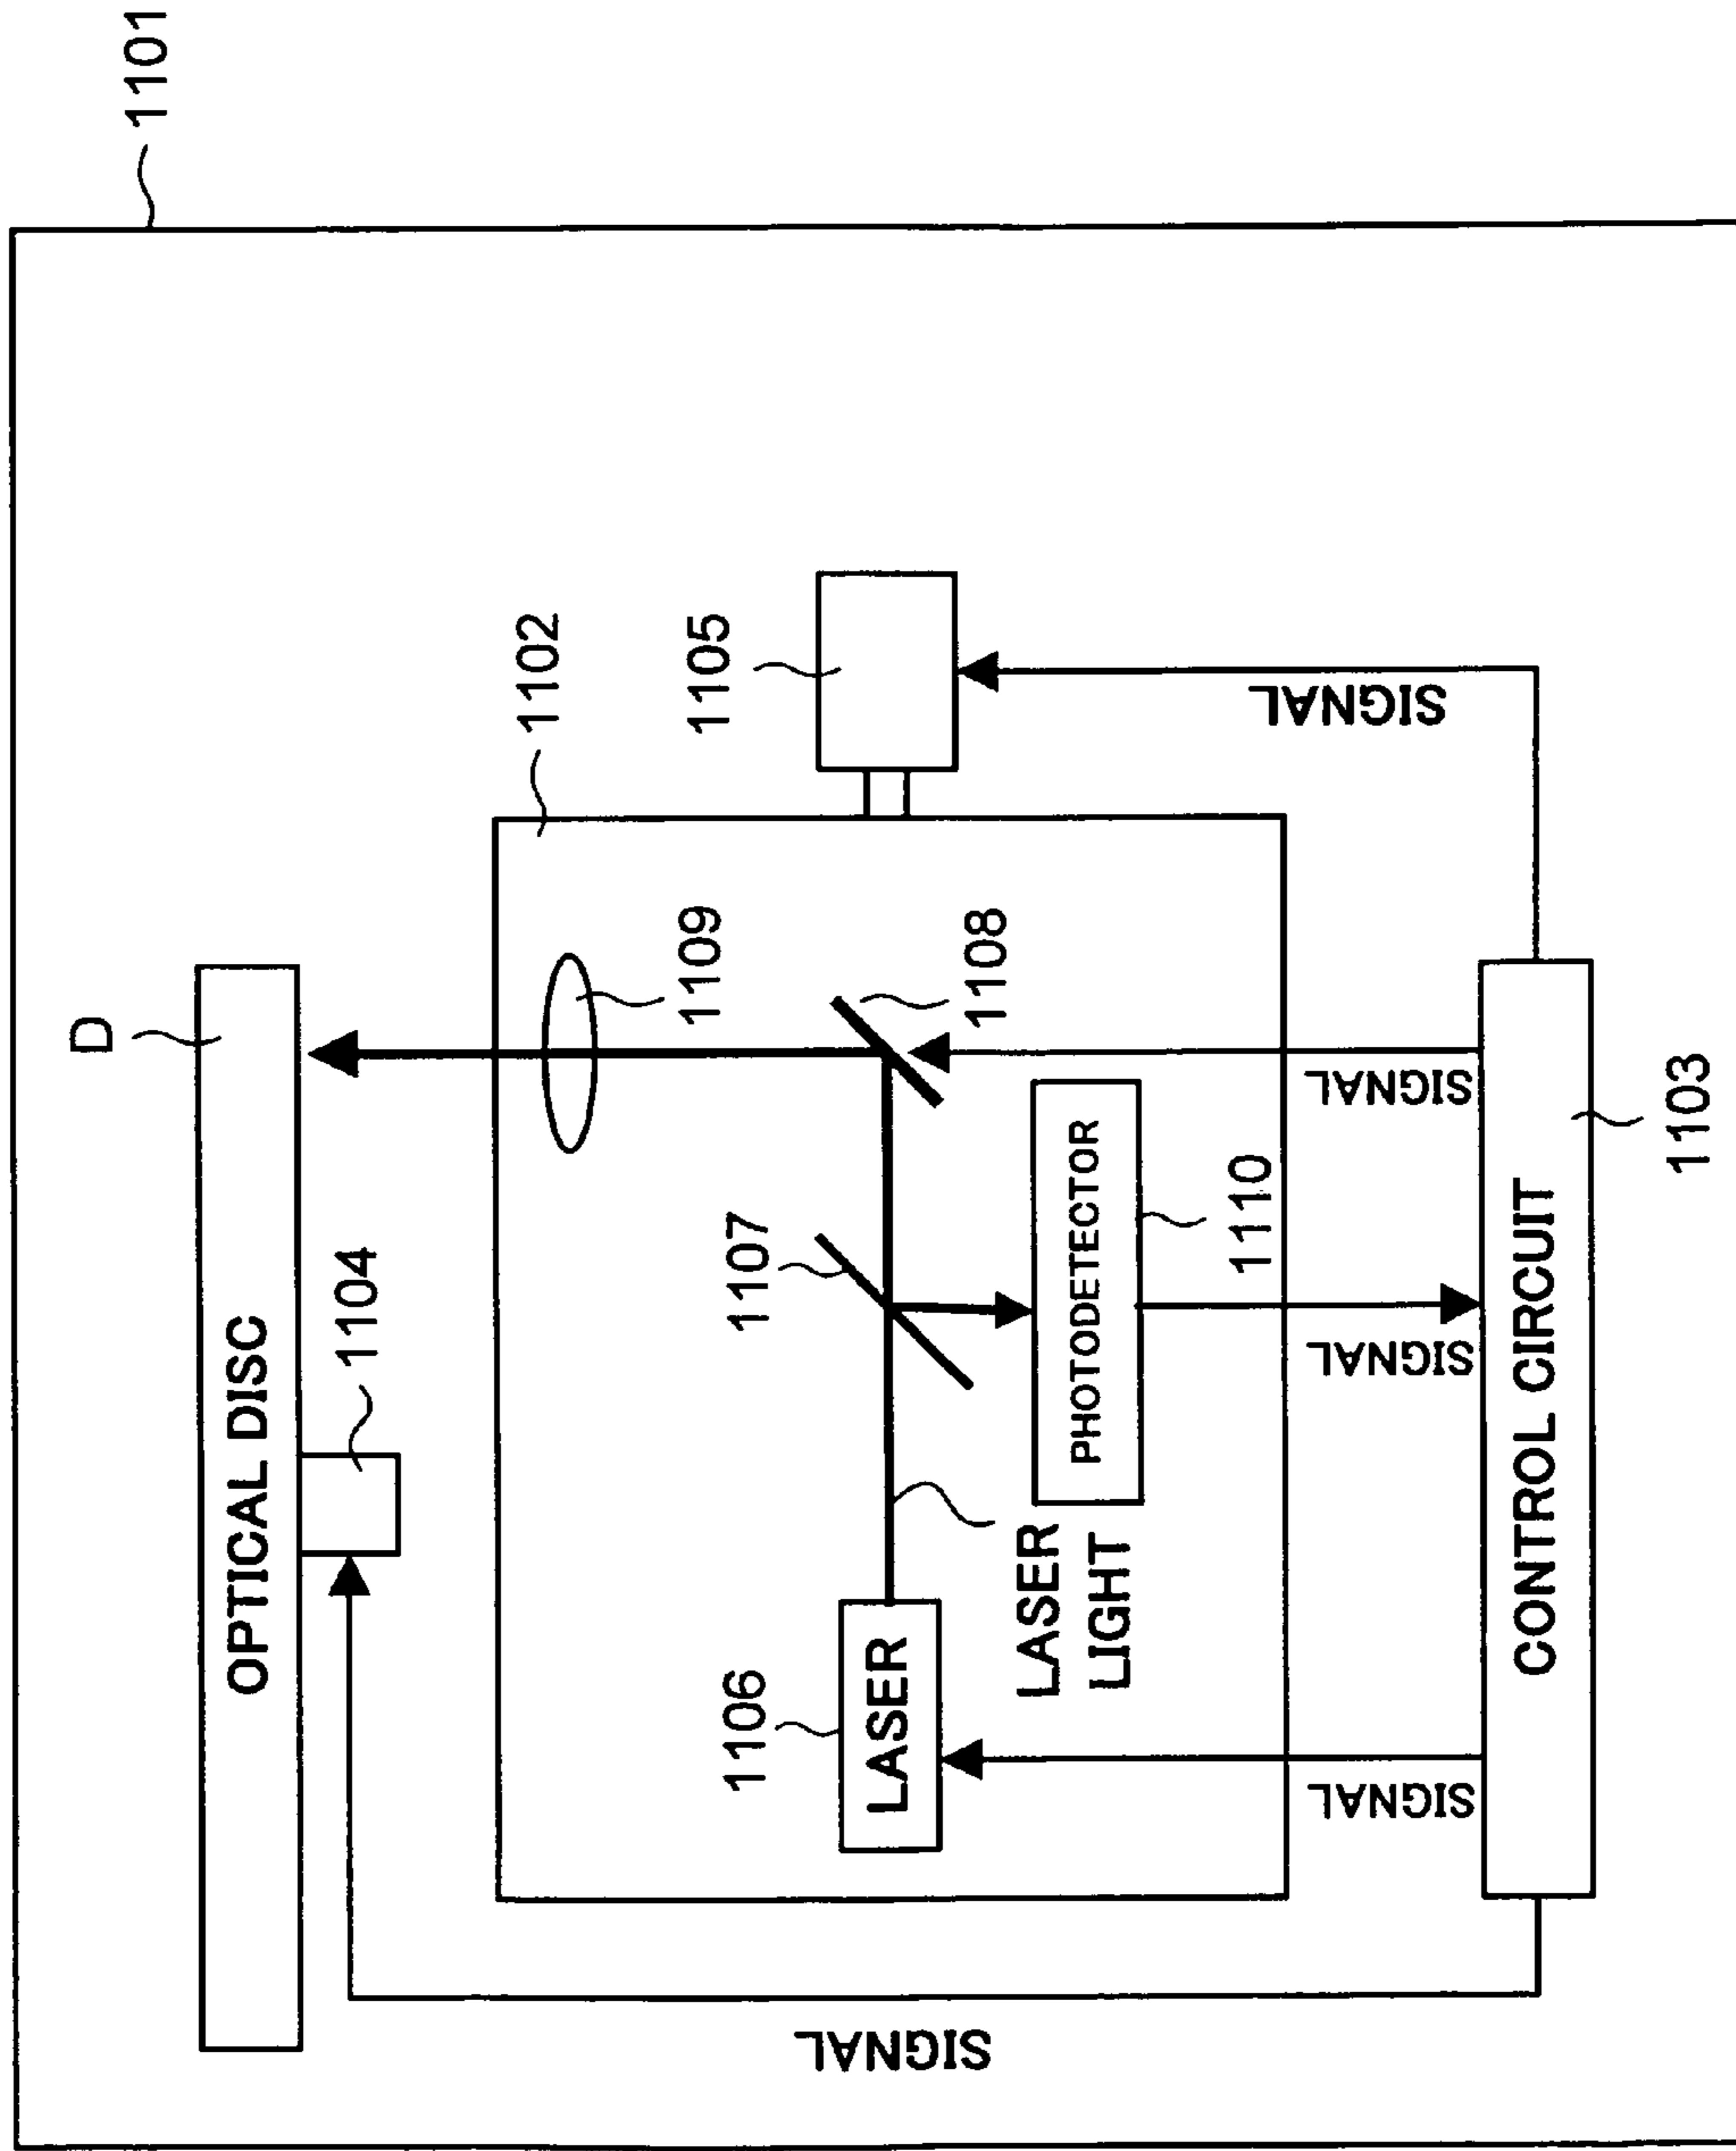 1101
D
OPTICAL DISC
1104
1102
1109
1105
1107
1108
1106
LASER
LASER
LIGHT
PHOTODETECTOR
1110
SIGNAL
SIGNAL
SIGNAL
SIGNAL
SIGNAL
CONTROL CIRCUIT
1103